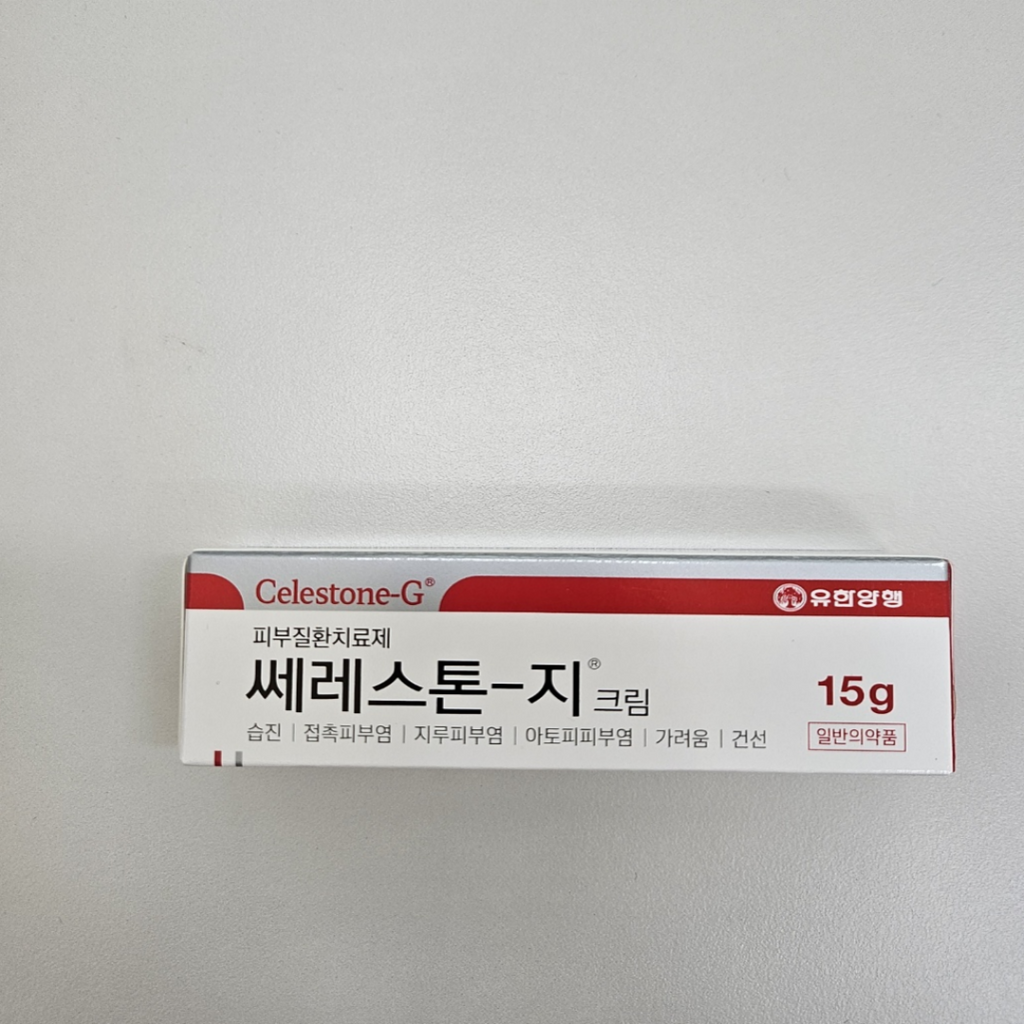 Celestone-G®
유한양행
피부질환치료제
쎄레스톤-지® 크림
15g
습진 | 접촉피부염 | 지루피부염 | 아토피피부염 | 가려움 | 건선
일반의약품